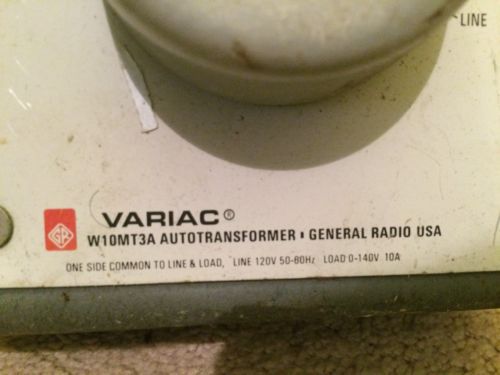 LINE
GR
VARIAC®
W10MT3A AUTOTRANSFORMER • GENERAL RADIO USA
ONE SIDE COMMON TO LINE & LOAD, LINE 120V 50-60Hz LOAD 0-140V 10A